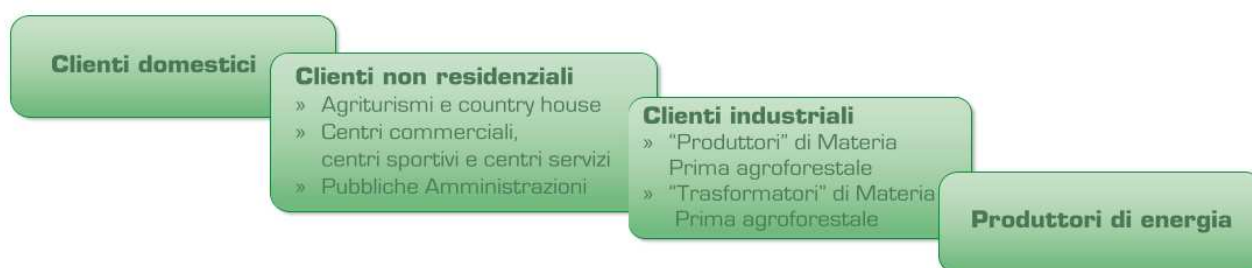 Clienti domestici
Clienti non residenziali
» Agriturismi e country house
» Centri commerciali,
centri sportivi e centri servizi
» Pubbliche Amministrazioni
Clienti industriali
» "Produttori" di Materia
Prima agroforestale
» "Trasformatori" di Materia
Prima agroforestale
Produttori di energia